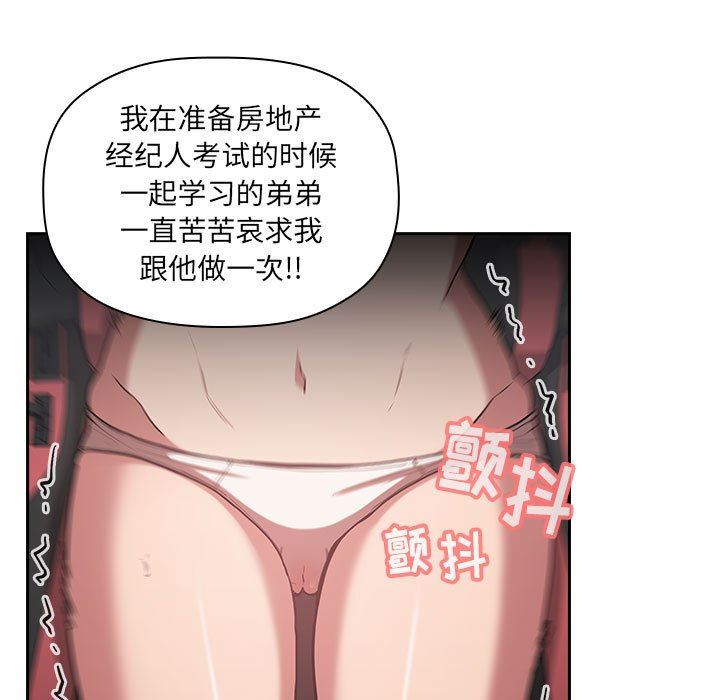 我在准备房地产
经纪人考试的时候
一起学习的弟弟
一直苦苦哀求我
跟他做一次!!
颤抖
颤抖